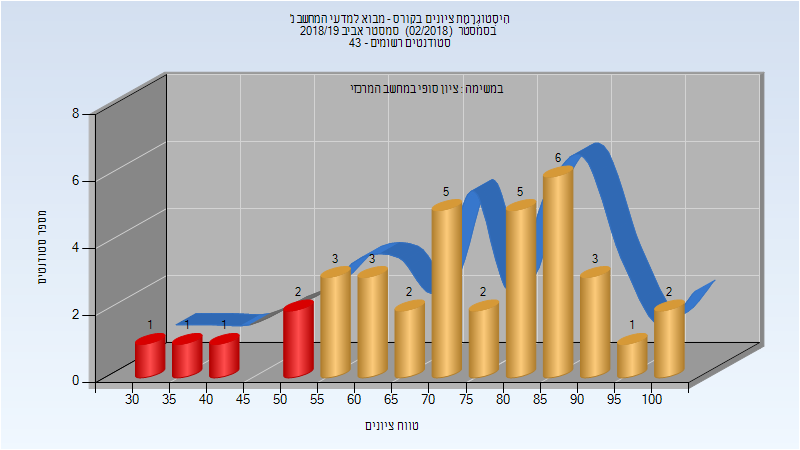 היסטוגרמת ציונים בקורס - מבוא למדעי המחשב נ'
בסמסטר (02/2018) סמסטר אביב 2018/19
סטודנטים רשומים - 43
במשימה : ציון סופי במחשב המרכזי
מספר סטודנטים
8
6
4
2
0
1 1 1 2 3 3 2 5 2 5 6 3 1 2
30 35 40 45 50 55 60 65 70 75 80 85 90 95 100
טווח ציונים